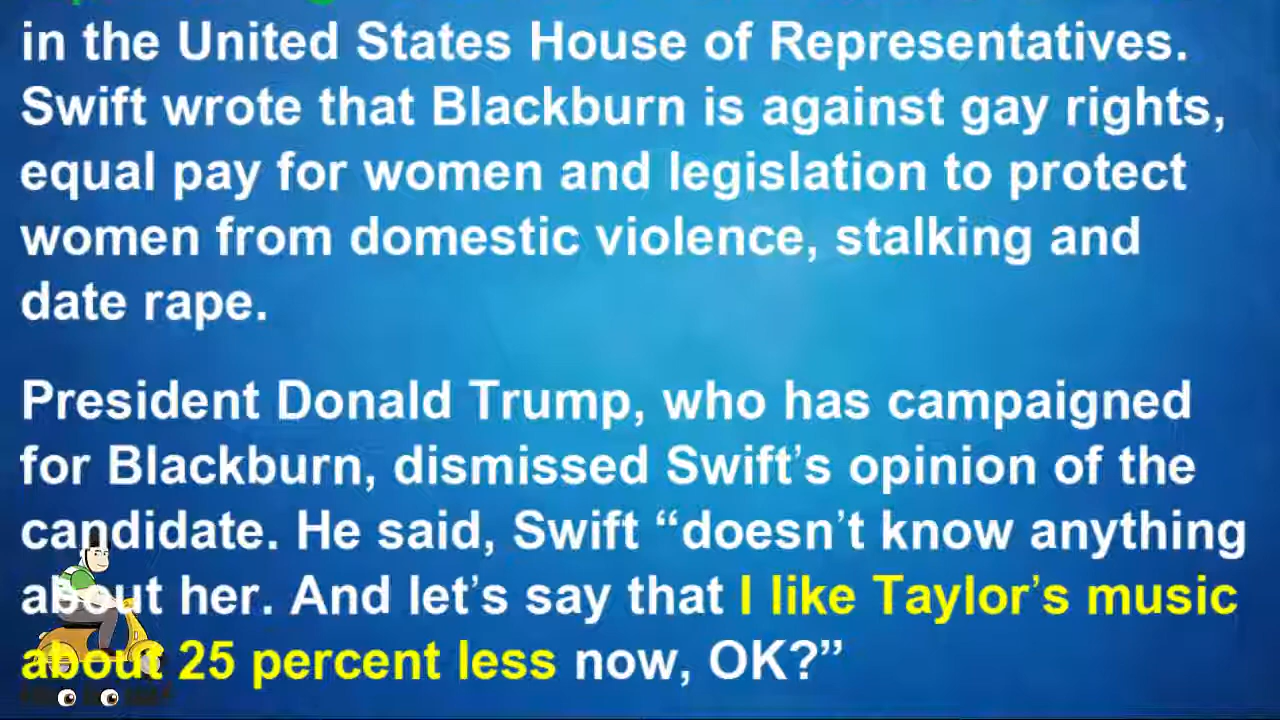 in the United States House of Representatives.
Swift wrote that Blackburn is against gay rights,
equal pay for women and legislation to protect
women from domestic violence, stalking and
date rape.
President Donald Trump, who has campaigned
for Blackburn, dismissed Swift’s opinion of the
candidate. He said, Swift “doesn’t know anything
about her. And let’s say that I like Taylor’s music
about 25 percent less now, OK?”